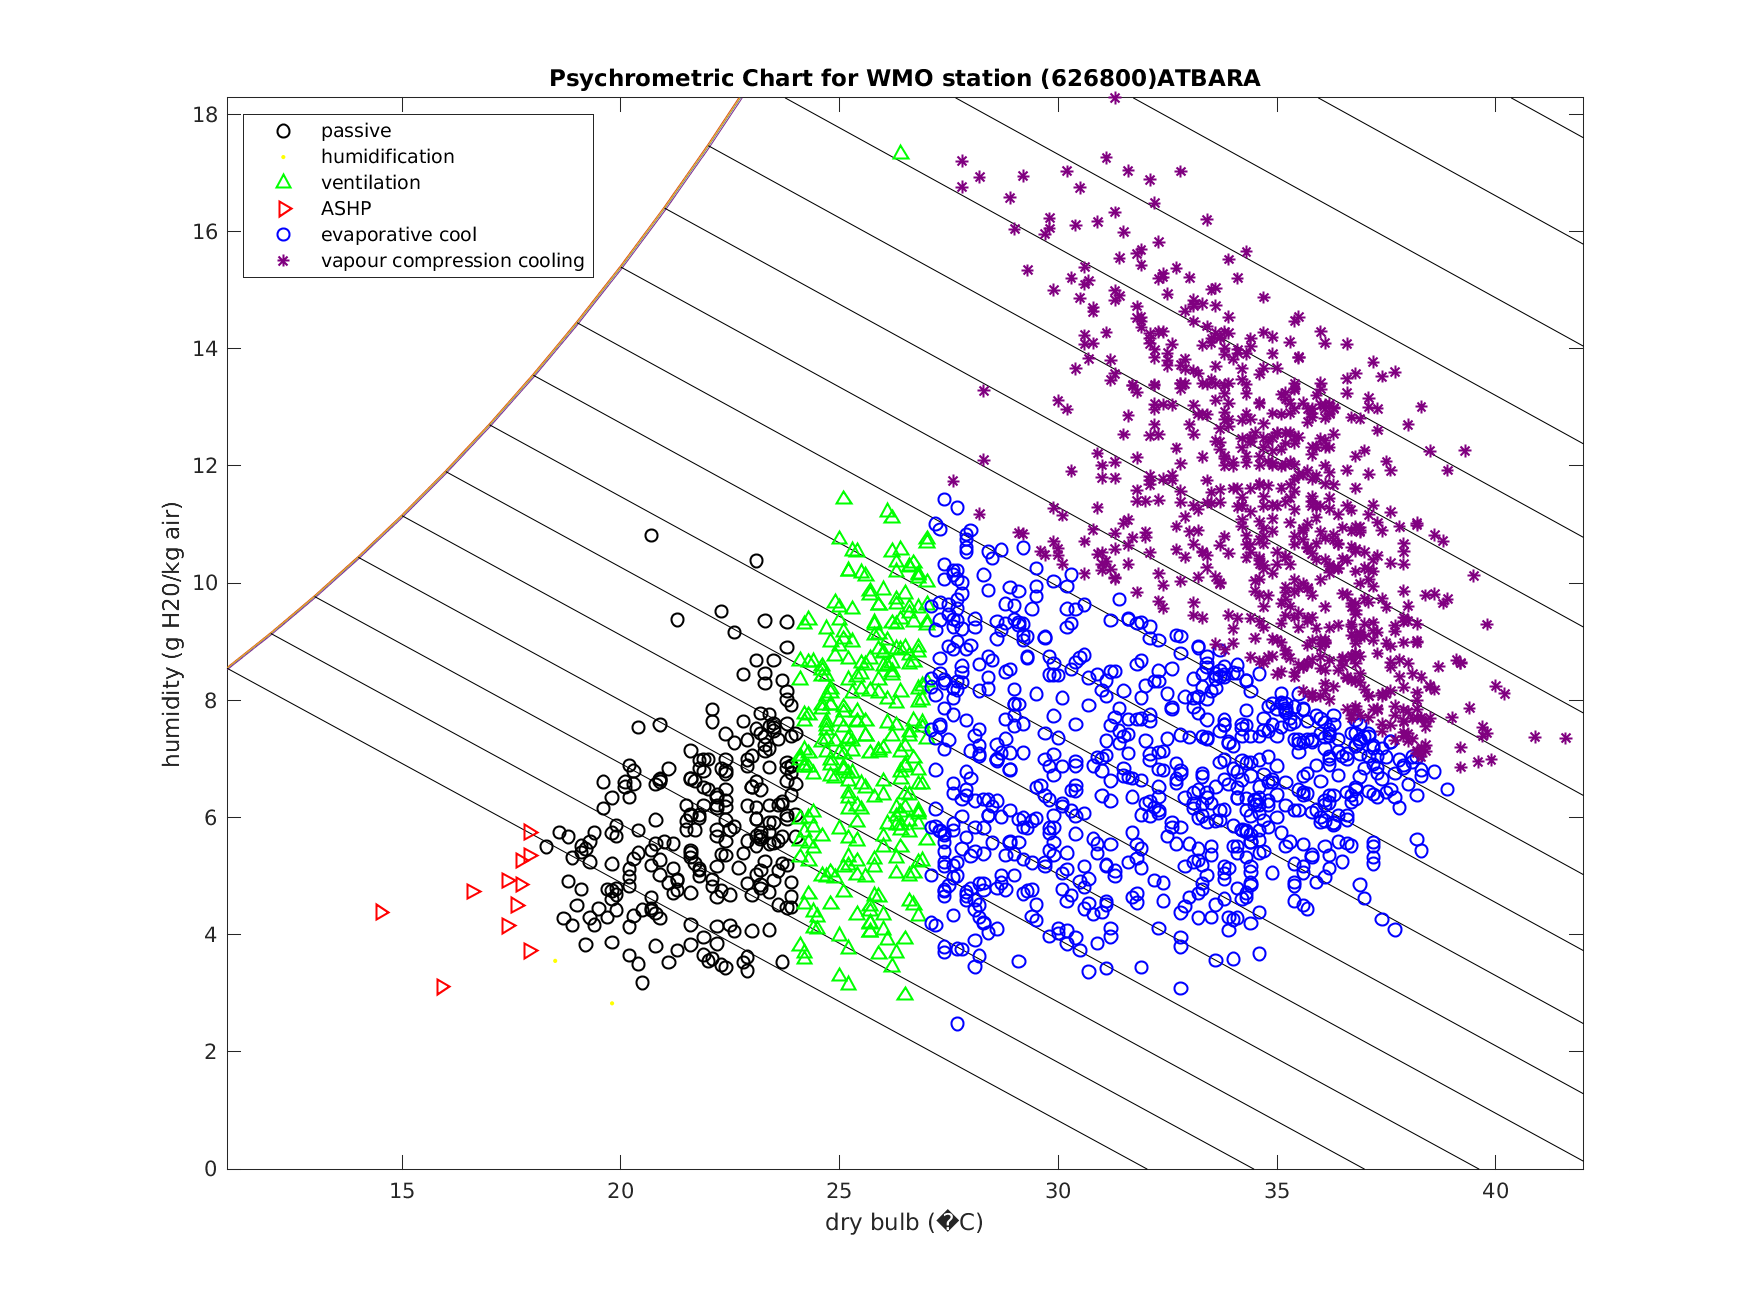 Psychrometric Chart for WMO station (626800)ATBARA
passive
humidification
ventilation
ASHP
evaporative cool
vapour compression cooling
humidity (g H20/kg air)
18
16
14
12
10
8
6
4
2
0
15 20 25 30 35 40
dry bulb (�C)